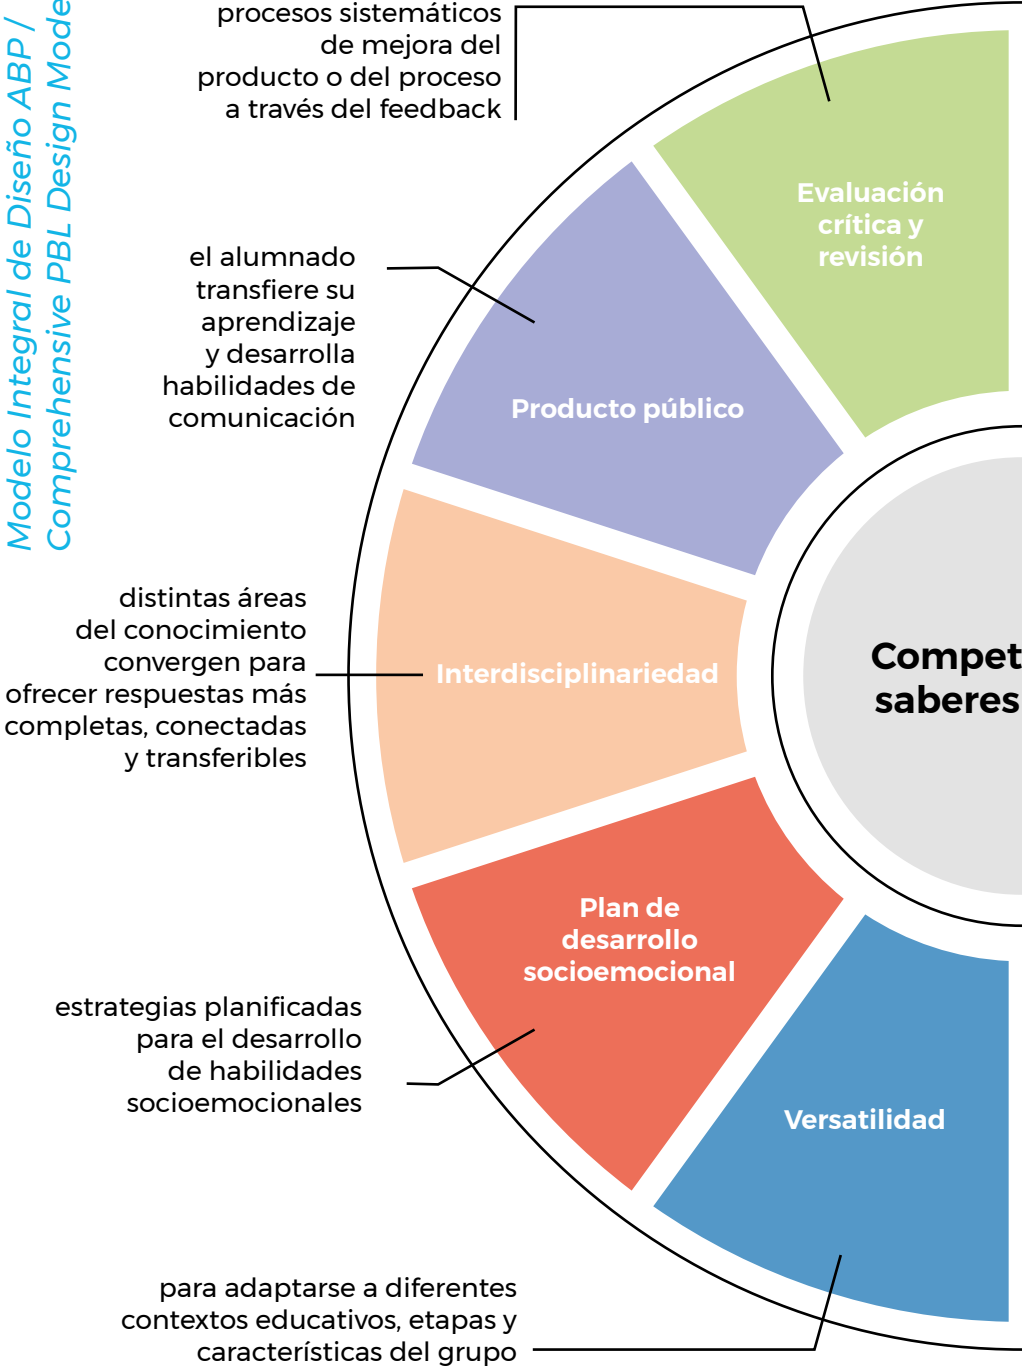 Modelo Integral de Diseño ABP /
Comprehensive PBL Design Mode
procesos sistemáticos
de mejora del
producto o del proceso
a través del feedback
Evaluación
crítica y
revisión
el alumnado
transfiere su
aprendizaje
y desarrolla
habilidades de
comunicación
Producto público
distintas áreas
del conocimiento
convergen para
ofrecer respuestas más
completas, conectadas
y transferibles
Interdisciplinariedad
Compet
saberes
Plan de
desarrollo
socioemocional
estrategias planificadas
para el desarrollo
de habilidades
socioemocionales
Versatilidad
para adaptarse a diferentes
contextos educativos, etapas y
características del grupo